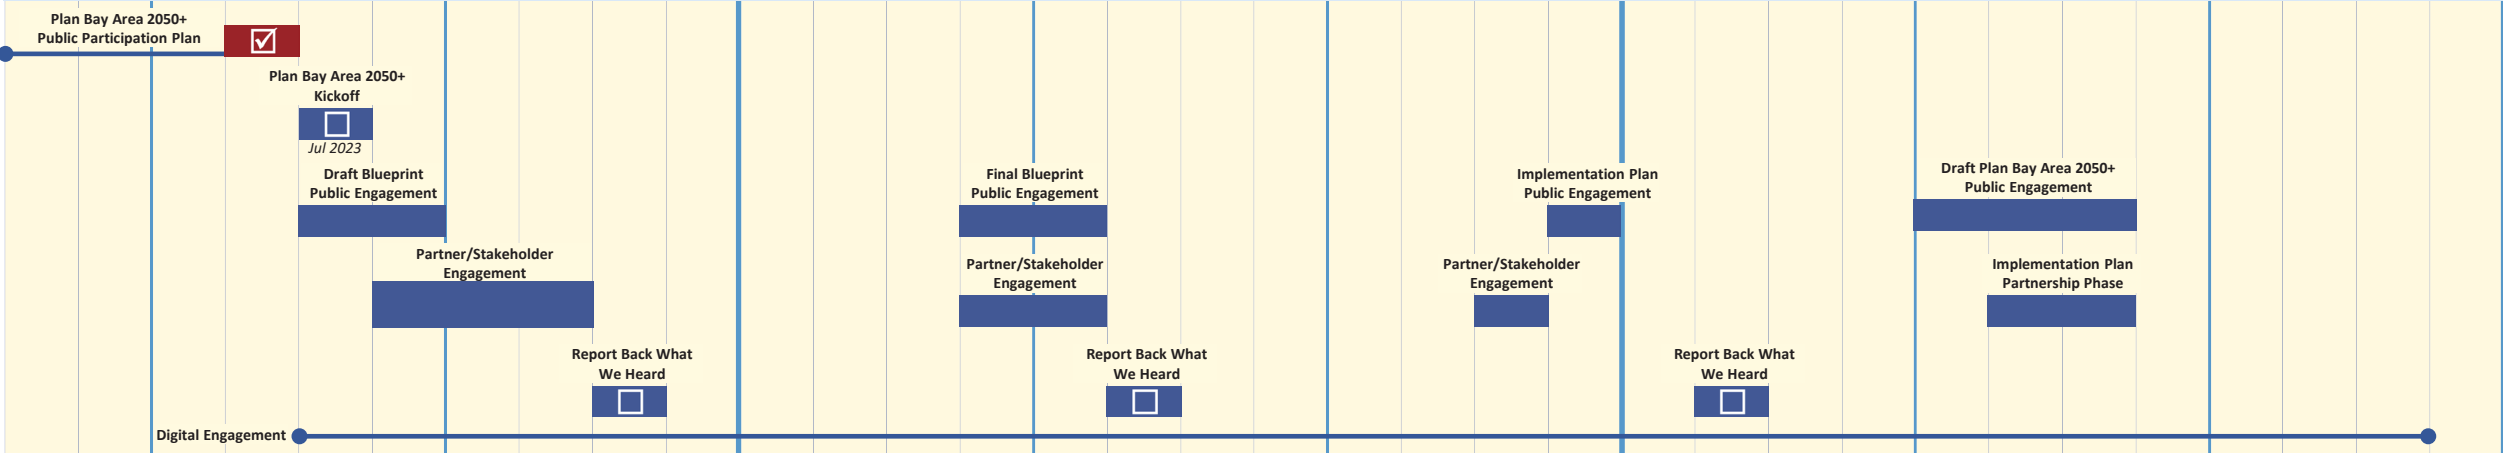 Plan Bay Area 2050+
Public Participation Plan
Plan Bay Area 2050+
Kickoff
Jul 2023
Draft Blueprint
Public Engagement
Final Blueprint
Public Engagement
Implementation Plan
Public Engagement
Draft Plan Bay Area 2050+
Public Engagement
Partner/Stakeholder
Engagement
Partner/Stakeholder
Engagement
Partner/Stakeholder
Engagement
Implementation Plan
Partnership Phase
Report Back What
We Heard
Report Back What
We Heard
Report Back What
We Heard
Digital Engagement